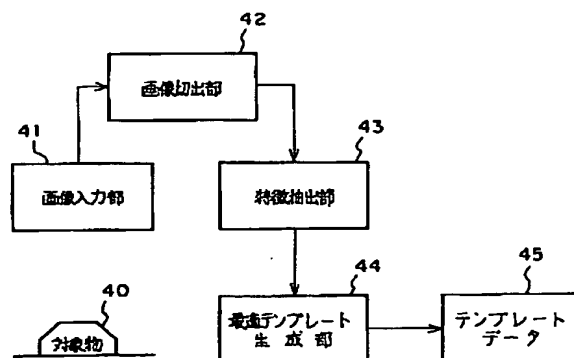 42
画像切出部
41
画像入力部
43
特徴抽出部
44
最適テンプレート
生成部
45
テンプレート
データ
40
対象物